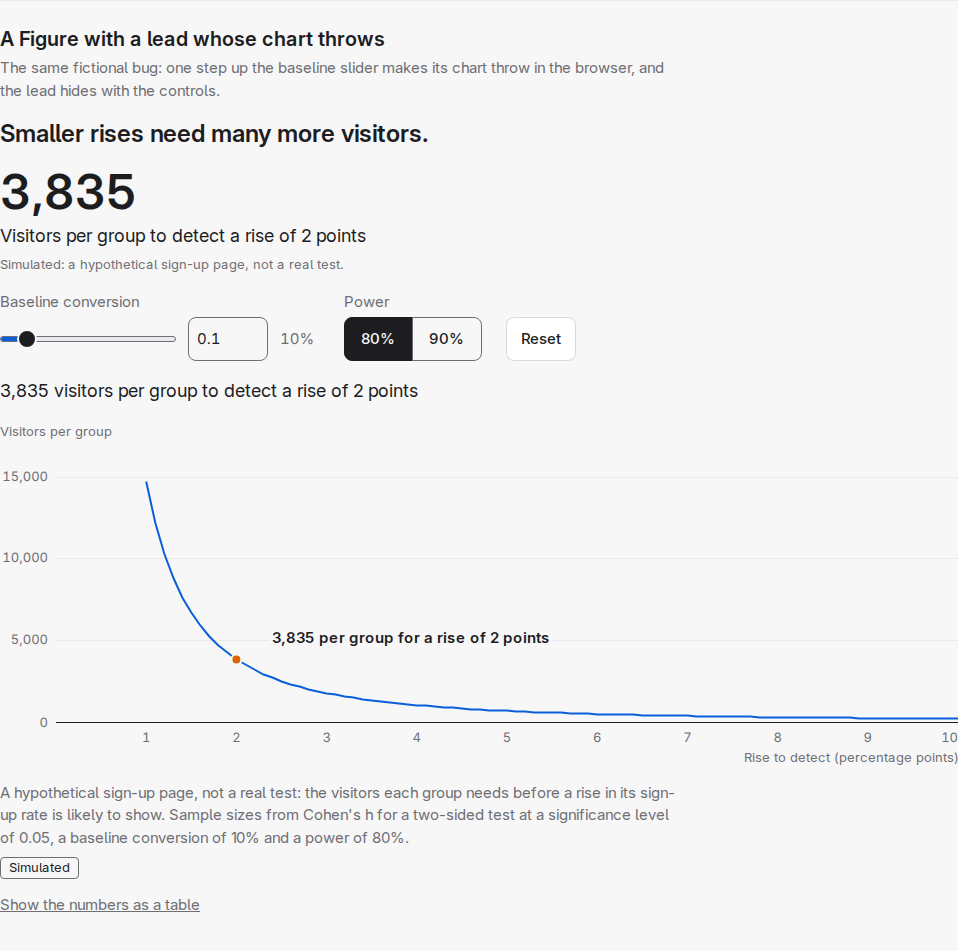 A Figure with a lead whose chart throws
The same fictional bug: one step up the baseline slider makes its chart throw in the browser, and
the lead hides with the controls.
Smaller rises need many more visitors.
3,835
Visitors per group to detect a rise of 2 points
Simulated: a hypothetical sign-up page, not a real test.
Baseline conversion
Power
0.1
10%
80%
90%
Reset
3,835 visitors per group to detect a rise of 2 points
Visitors per group
15,000
10,000
5,000
3,835 per group for a rise of 2 points
0
1 2 3 4 5 6 7 8 9 10
Rise to detect (percentage points)
A hypothetical sign-up page, not a real test: the visitors each group needs before a rise in its sign-
up rate is likely to show. Sample sizes from Cohen's h for a two-sided test at a significance level
of 0.05, a baseline conversion of 10% and a power of 80%.
Simulated
Show the numbers as a table